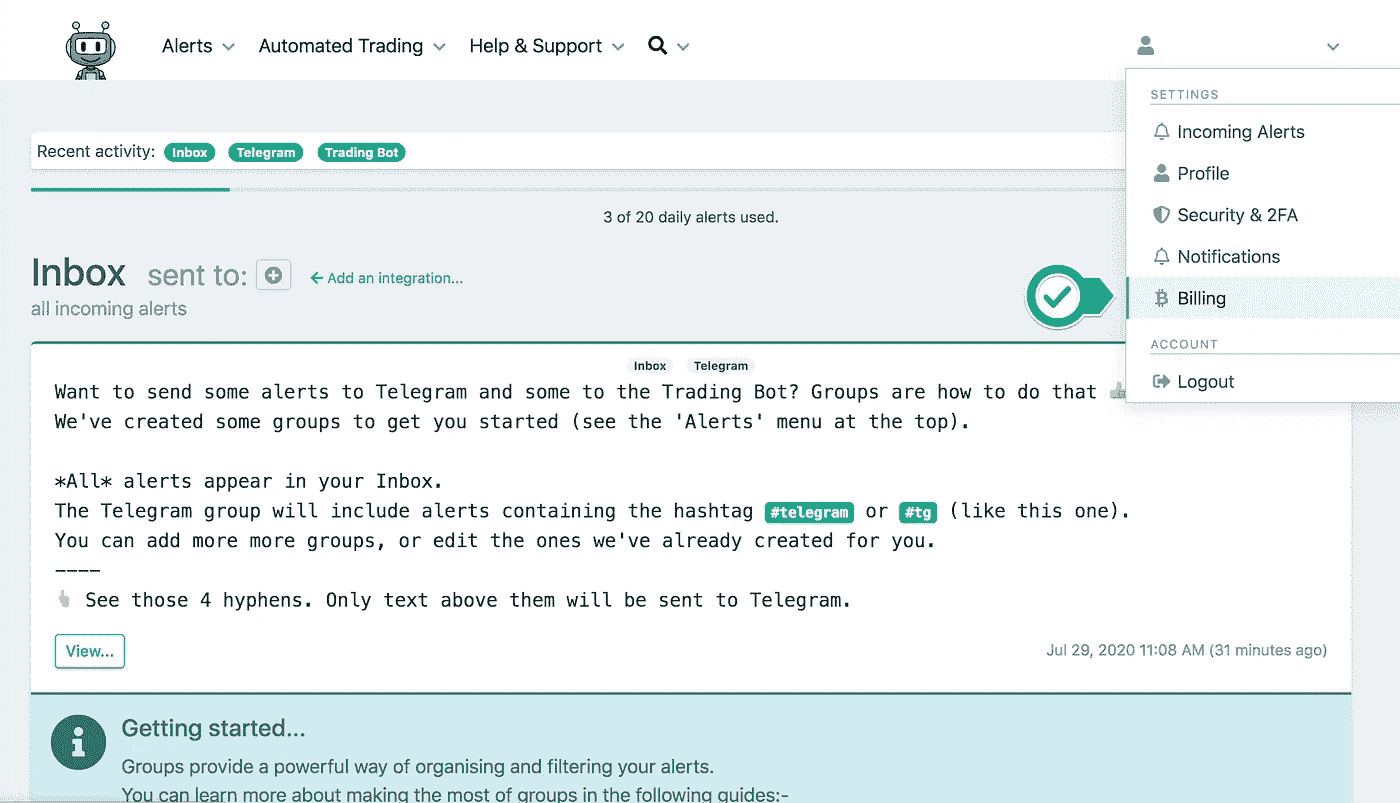 Alerts Automated Trading Help & Support
SETTINGS
Incoming Alerts
Profile
Security & 2FA
Notifications
Billing
ACCOUNT
Logout
Recent activity: Inbox Telegram Trading Bot
3 of 20 daily alerts used.
Inbox sent to: Add an integration...
all incoming alerts
Inbox Telegram
Want to send some alerts to Telegram and some to the Trading Bot? Groups are how to do that
We've created some groups to get you started (see the 'Alerts' menu at the top).
*All* alerts appear in your Inbox.
The Telegram group will include alerts containing the hashtag #telegram or #tg (like this one).
You can add more more groups, or edit the ones we've already created for you.
----
See those 4 hyphens. Only text above them will be sent to Telegram.
View...
Jul 29, 2020 11:08 AM (31 minutes ago)
Getting started...
Groups provide a powerful way of organising and filtering your alerts.
You can learn more about making the most of groups in the following guides:-